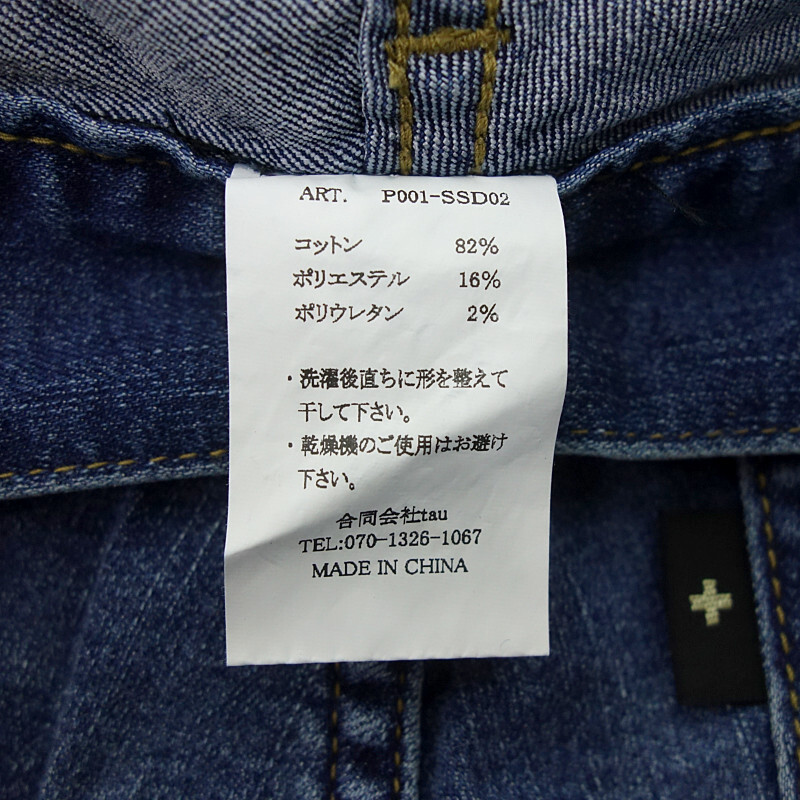 ART. P001-SSD02
コットン 82%
ポリエステル 16%
ポリウレタン 2%
・洗濯後直ちに形を整えて
干して下さい。
・乾燥機のご使用はお避け
下さい。
合同会社tau
TEL:070-1326-1067
MADE IN CHINA